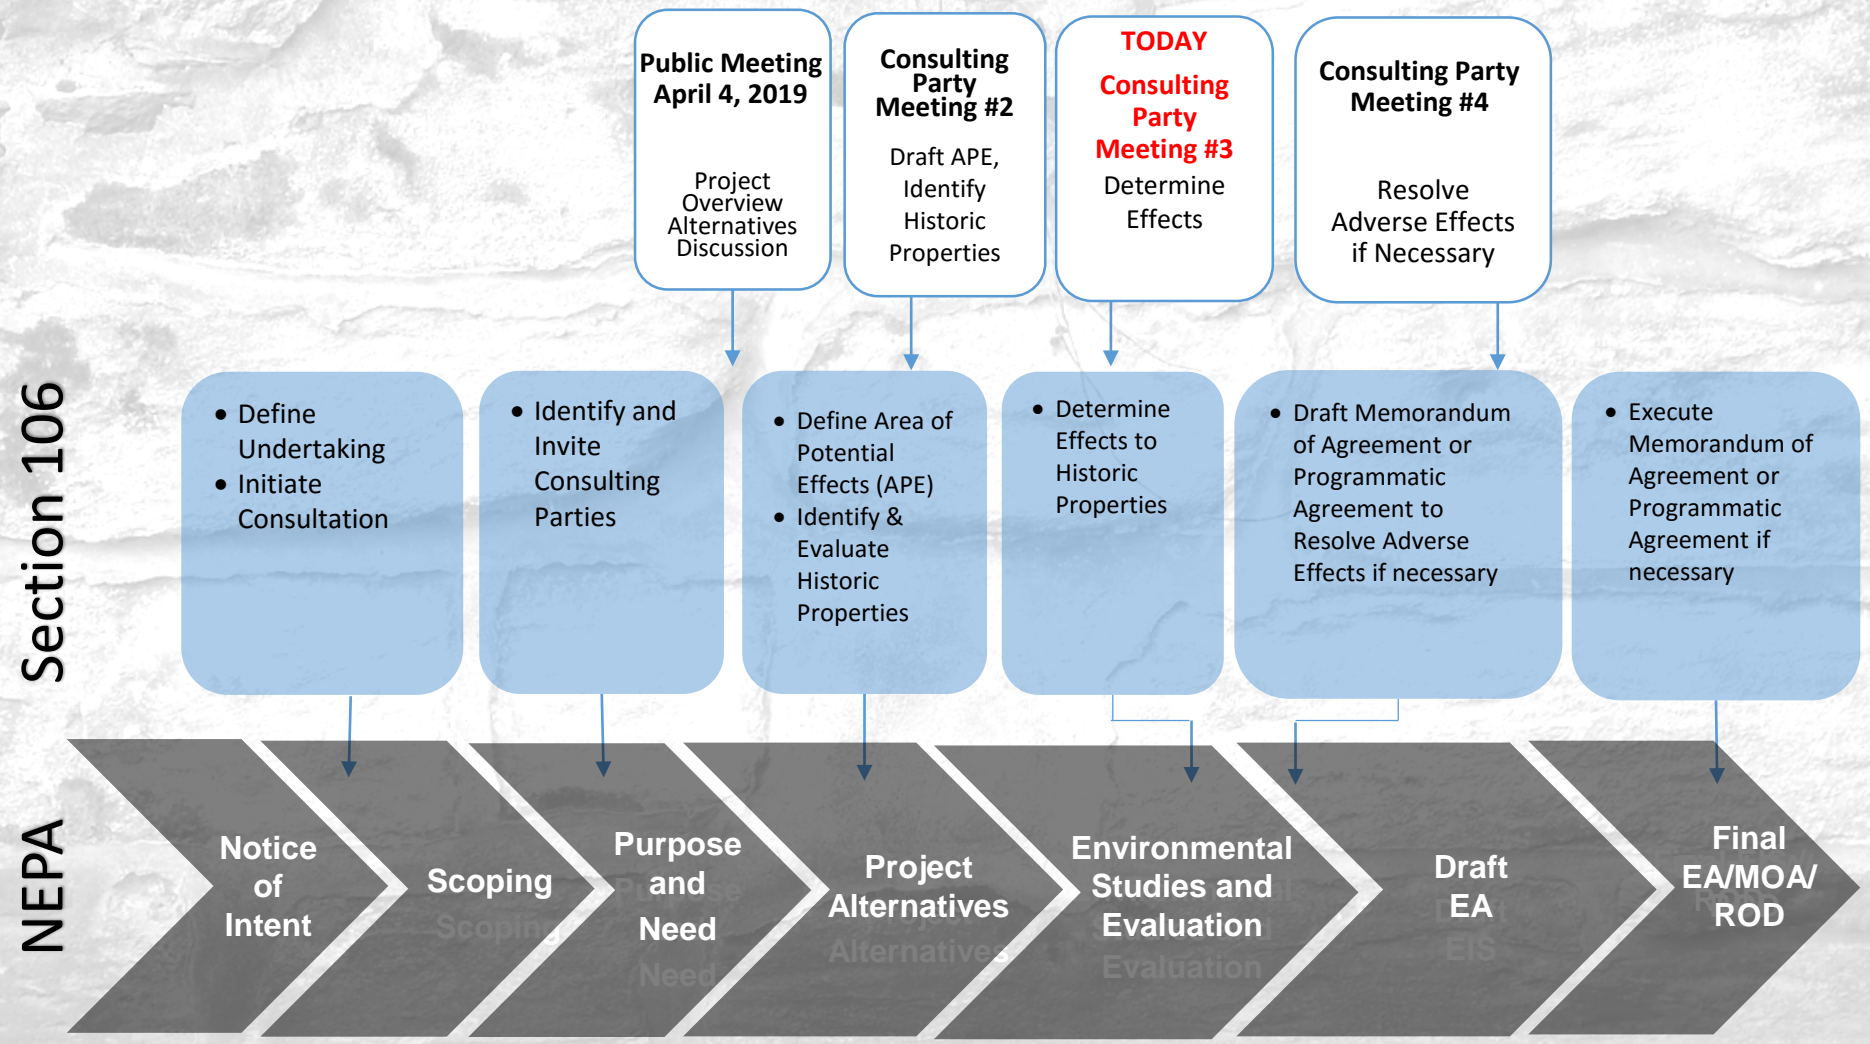 Public Meeting
April 4, 2019
Project
Overview
Alternatives
Discussion
Consulting
Party
Meeting #2
Draft APE,
Identify
Historic
Properties
TODAY
Consulting
Party
Meeting #3
Determine
Effects
Consulting Party
Meeting #4
Resolve
Adverse Effects
if Necessary
Section 106
• Define
Undertaking
• Initiate
Consultation
• Identify and
Invite
Consulting
Parties
• Define Area of
Potential
Effects (APE)
• Identify &
Evaluate
Historic
Properties
• Determine
Effects to
Historic
Properties
• Draft Memorandum
of Agreement or
Programmatic
Agreement to
Resolve Adverse
Effects if necessary
• Execute
Memorandum of
Agreement or
Programmatic
Agreement if
necessary
NEPA
Notice
of
Intent
Scoping
Purpose
and
Need
Project
Alternatives
Environmental
Studies and
Evaluation
Draft
EA
Final
EA/MOA/
ROD